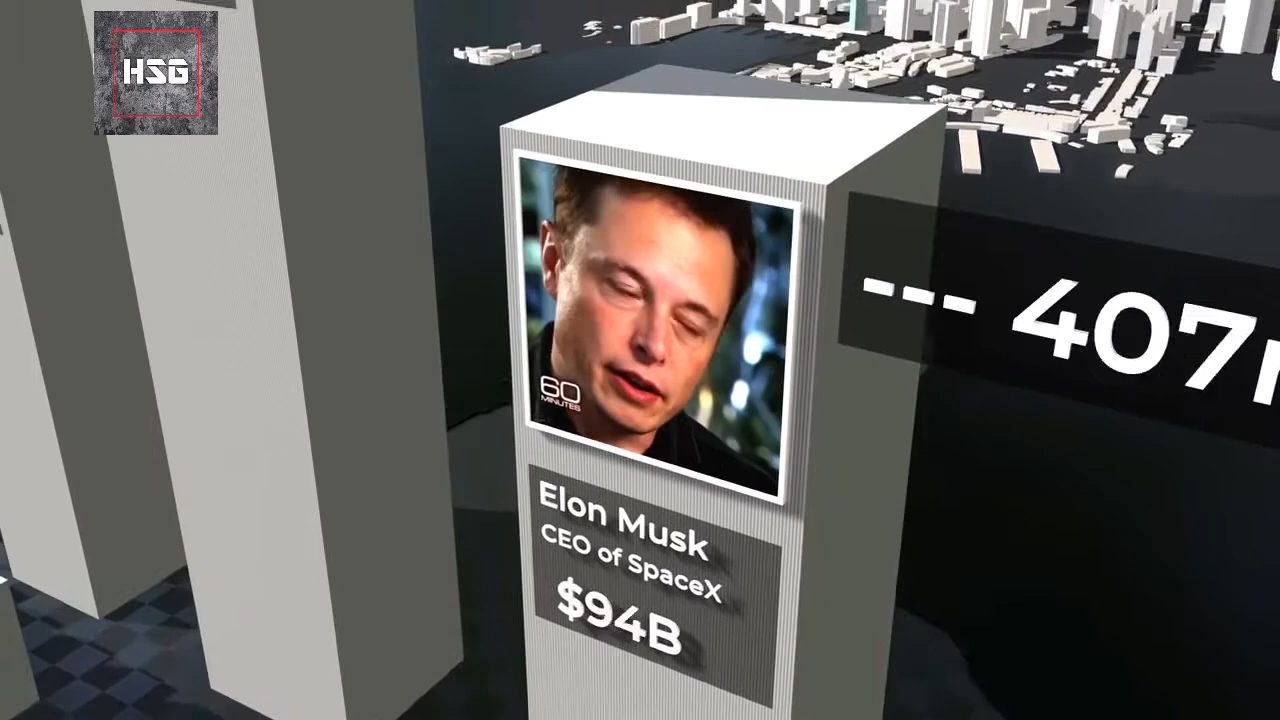 HSG
--- 407
60
MINUTES
Elon Musk
CEO of SpaceX
$94B